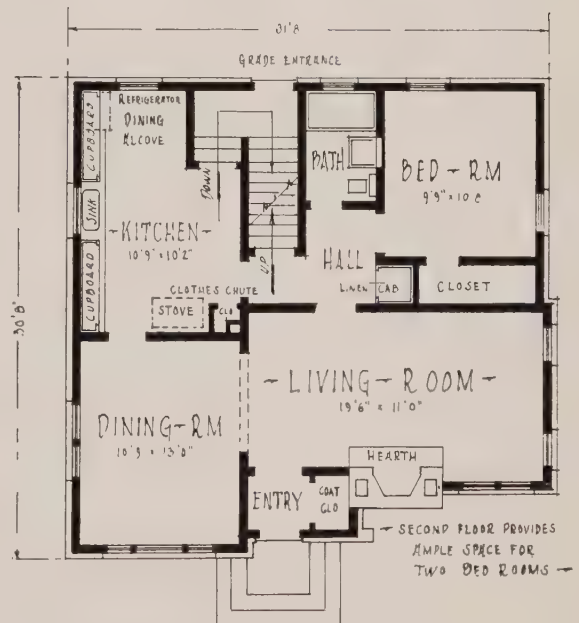 31'8
GRADE ENTRANCE
REFRIGERATOR
DINING
ALCOVE
CUPBOARD
SINK
CUPBOARD
DOWN
UP
BATH
BED-RM
9'9" x 10'8
-KITCHEN-
10'9" x 10'2"
HALL
CLOTHES CHUTE
STOVE
CLO
LINEN CAB
CLOSET
30'8"
-LIVING-ROOM-
19'6" x 11'0"
DINING-RM
10'9 x 13'0"
HEARTH
ENTRY
COAT
CLO
- SECOND FLOOR PROVIDES
AMPLE SPACE FOR
TWO BED ROOMS -